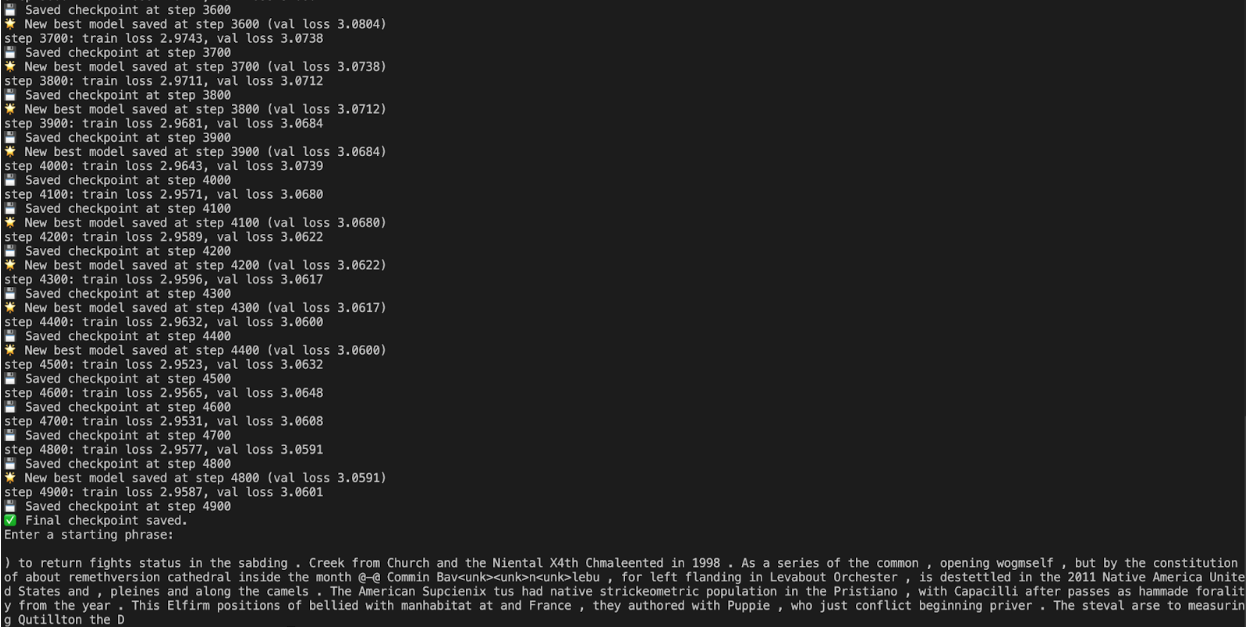 💾 Saved checkpoint at step 3600
🌟 New best model saved at step 3600 (val loss 3.0804)
step 3700: train loss 2.9743, val loss 3.0738
💾 Saved checkpoint at step 3700
🌟 New best model saved at step 3700 (val loss 3.0738)
step 3800: train loss 2.9711, val loss 3.0712
💾 Saved checkpoint at step 3800
🌟 New best model saved at step 3800 (val loss 3.0712)
step 3900: train loss 2.9681, val loss 3.0684
💾 Saved checkpoint at step 3900
🌟 New best model saved at step 3900 (val loss 3.0684)
step 4000: train loss 2.9643, val loss 3.0739
💾 Saved checkpoint at step 4000
step 4100: train loss 2.9571, val loss 3.0680
💾 Saved checkpoint at step 4100
🌟 New best model saved at step 4100 (val loss 3.0680)
step 4200: train loss 2.9589, val loss 3.0622
💾 Saved checkpoint at step 4200
🌟 New best model saved at step 4200 (val loss 3.0622)
step 4300: train loss 2.9596, val loss 3.0617
💾 Saved checkpoint at step 4300
🌟 New best model saved at step 4300 (val loss 3.0617)
step 4400: train loss 2.9632, val loss 3.0600
💾 Saved checkpoint at step 4400
🌟 New best model saved at step 4400 (val loss 3.0600)
step 4500: train loss 2.9523, val loss 3.0632
💾 Saved checkpoint at step 4500
step 4600: train loss 2.9565, val loss 3.0648
💾 Saved checkpoint at step 4600
step 4700: train loss 2.9531, val loss 3.0608
💾 Saved checkpoint at step 4700
step 4800: train loss 2.9577, val loss 3.0591
💾 Saved checkpoint at step 4800
🌟 New best model saved at step 4800 (val loss 3.0591)
step 4900: train loss 2.9587, val loss 3.0601
💾 Saved checkpoint at step 4900
✅ Final checkpoint saved.
Enter a starting phrase:
) to return fights status in the sabding . Creek from Church and the Niental X4th Chmaleented in 1998 . As a series of the common , opening wogmself , but by the constitution
of about remethversion cathedral inside the month @-@ Commin Bav<unk><unk>n<unk>lebu , for left flanding in Levabout Orchester , is destettled in the 2011 Native America Unite
d States and , pleines and along the camels . The American Supcienix tus had native strickeometric population in the Pristiano , with Capacilli after passes as hammade foralit
y from the year . This Elfirm positions of bellied with manhabitat at and France , they authored with Puppie , who just conflict beginning priver . The steval arse to measurin
g Qutillton the D